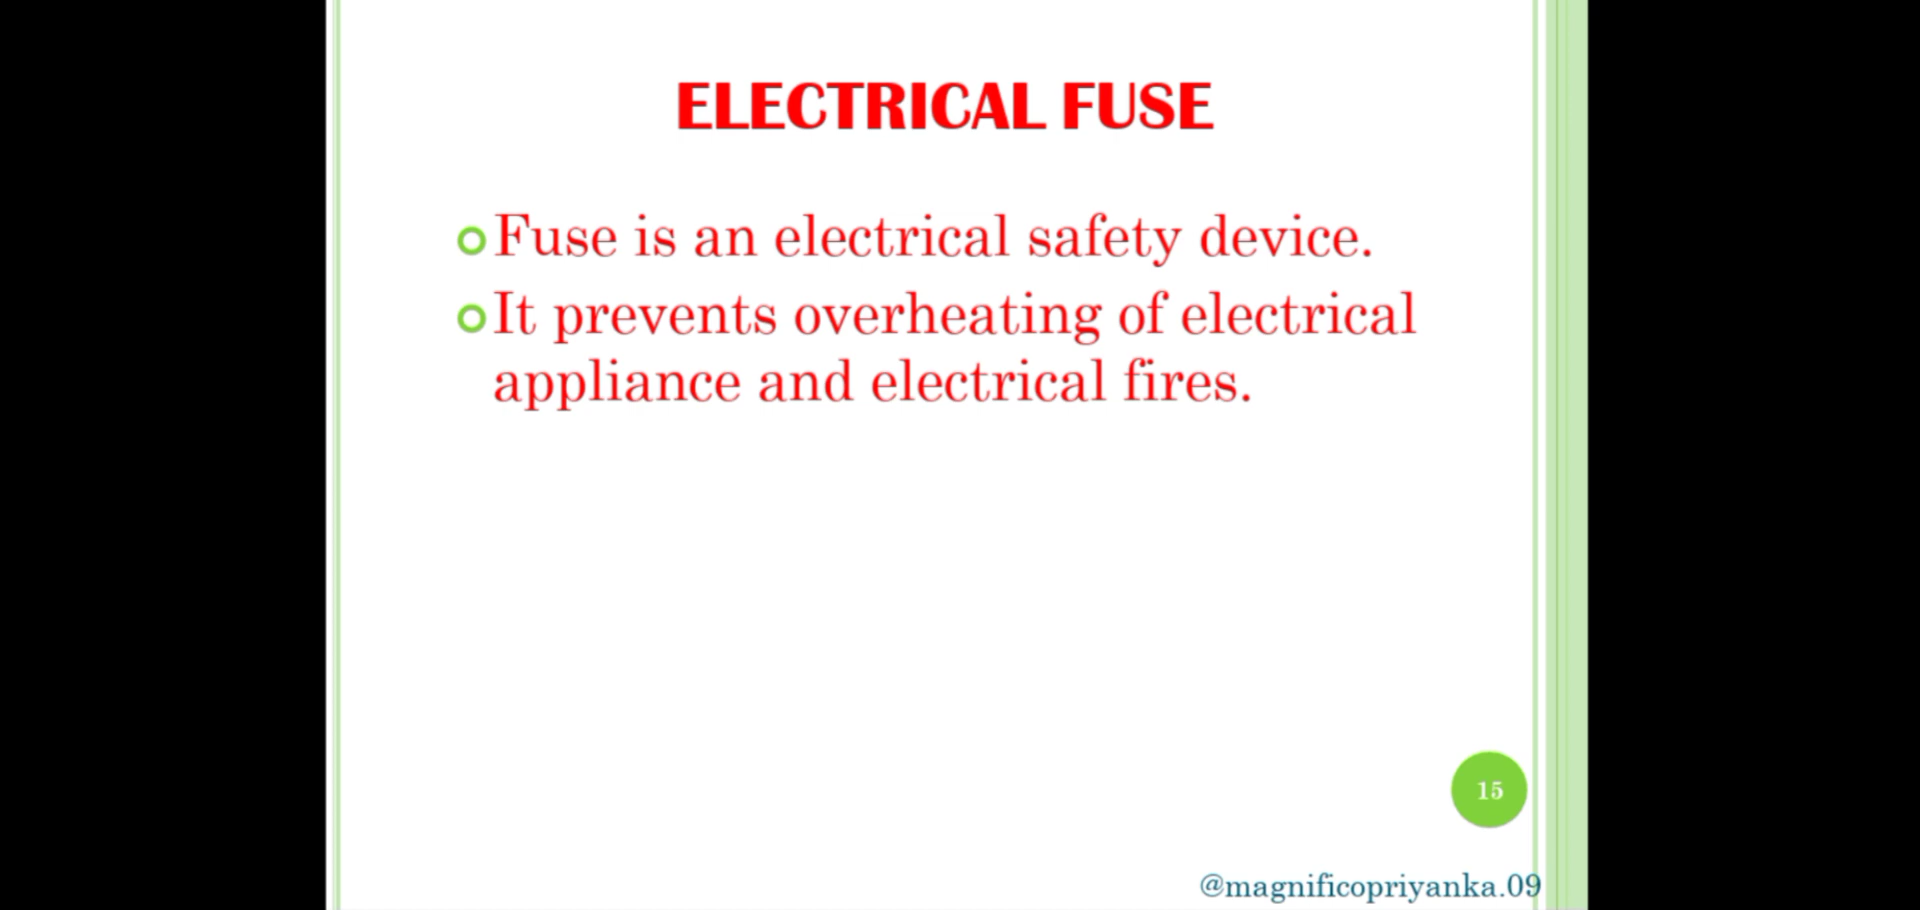 ELECTRICAL FUSE
Fuse is an electrical safety device.
It prevents overheating of electrical
appliance and electrical fires.
15
@magnificopriyanka.09